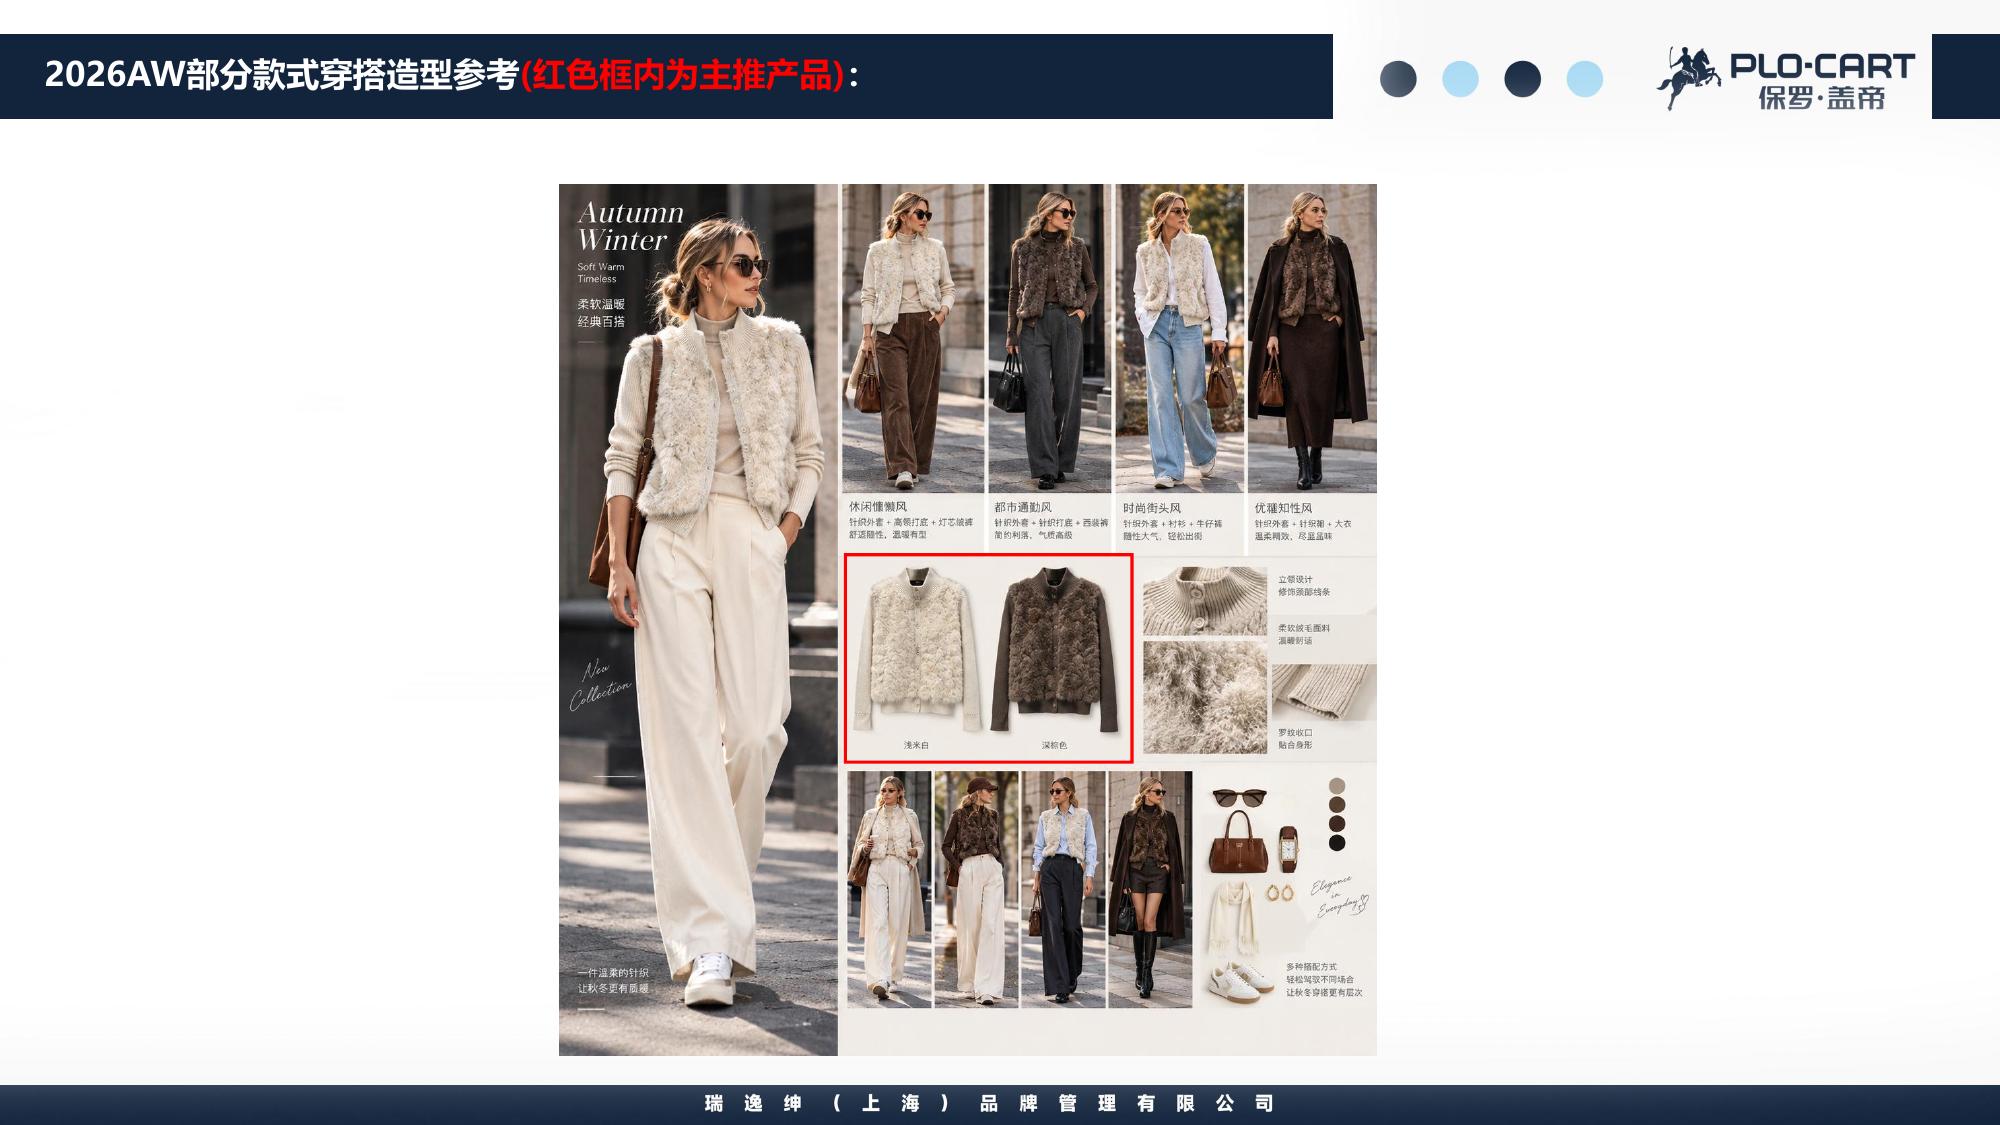 2026AW部分款式穿搭造型参考(红色框内为主推产品)：
PLO·CART
保罗·盖帝
Autumn
Winter
Soft Warm
Timeless
柔软温暖
经典百搭
New
Collection
一件温柔的针织
让秋冬更有质感
休闲慵懒风
针织外套 + 高领打底 + 灯芯绒裤
舒适随性，温暖有型
都市通勤风
针织外套 + 针织打底 + 西装裤
简约利落，气质高级
时尚街头风
针织外套 + 衬衫 + 牛仔裤
随性大气，轻松出街
优雅知性风
针织外套 + 针织裙 + 大衣
温柔精致，尽显品味
浅米白
深棕色
立领设计
修饰颈部线条
柔软绒毛面料
温暖舒适
罗纹收口
贴合身形
Elegance
in
Everyday
多种搭配方式
轻松驾驭不同场合
让秋冬穿搭更有层次
瑞逸绅（上海）品牌管理有限公司